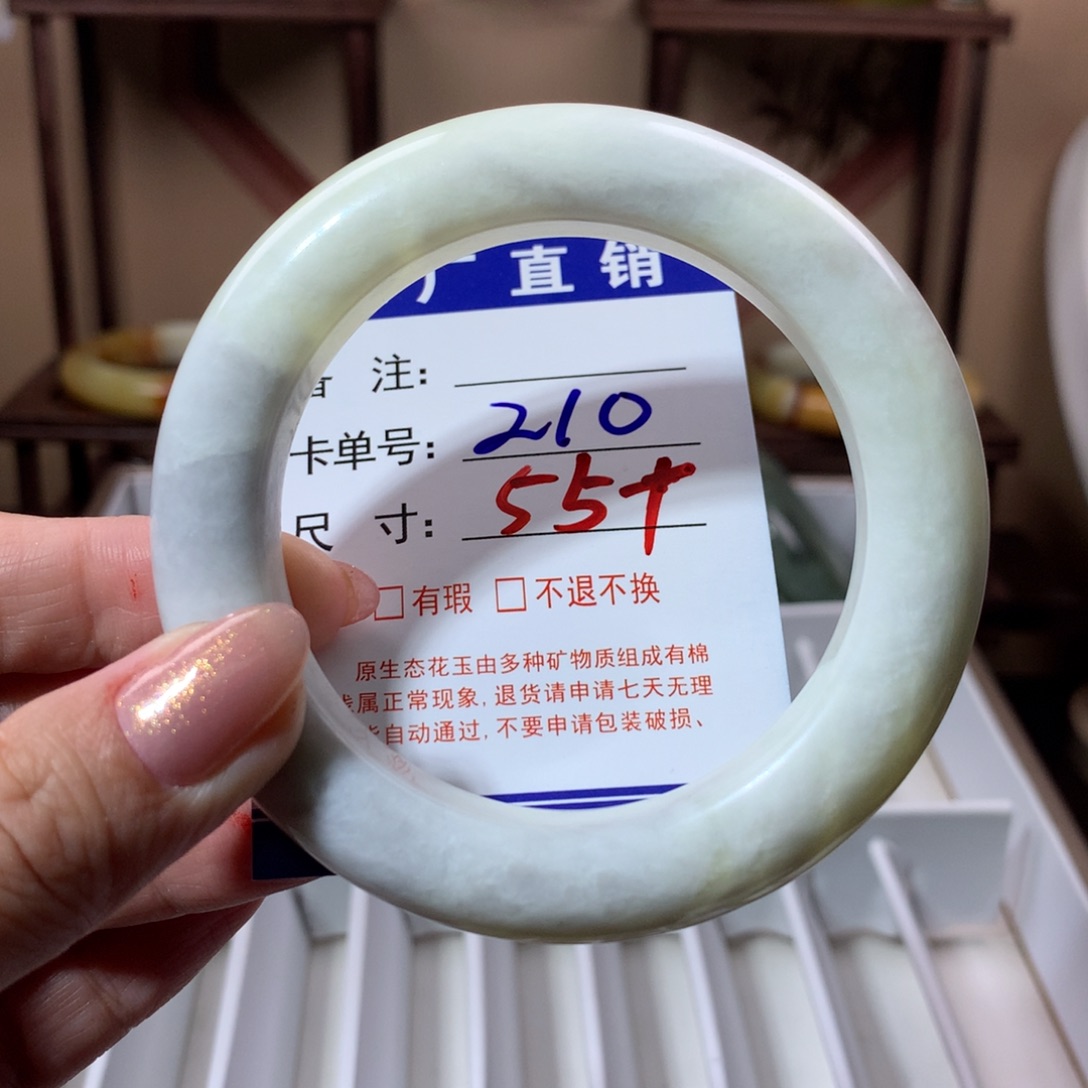 厂直销
备 注:
卡单号: 210
尺 寸: 55+
□有瑕 □不退不换
原生态花玉由多种矿物质组成有棉
属正常现象,退货请申请七天无理
自动通过,不要申请包装破损、